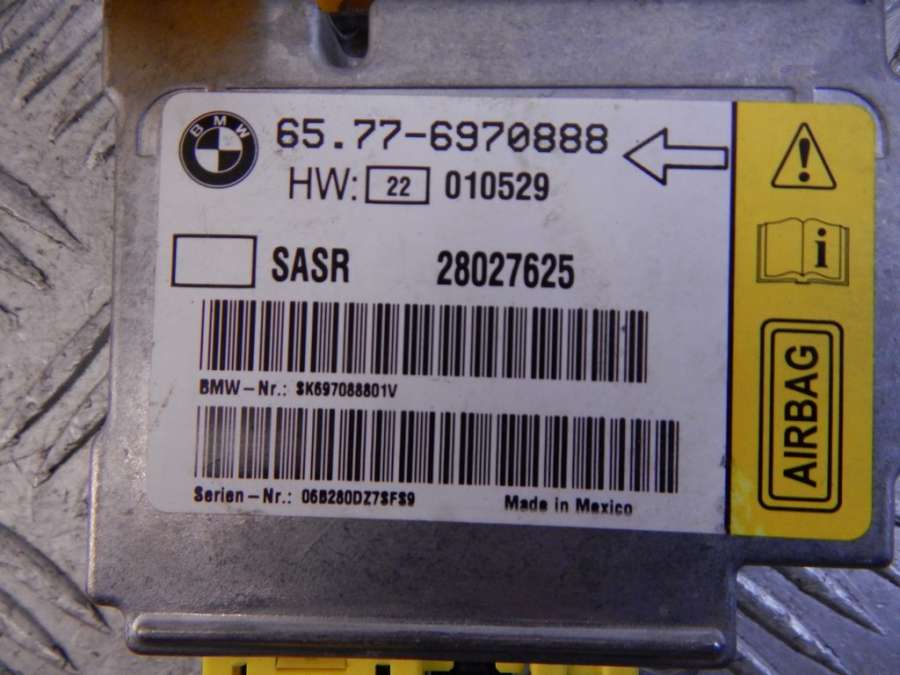 BMW 65.77-6970888
HW: 22 010529
SASR 28027625
BMW-Nr.: SK697088801V
Serien-Nr.: 06B280DZ7SFS9 Made in Mexico
i
AIRBAG